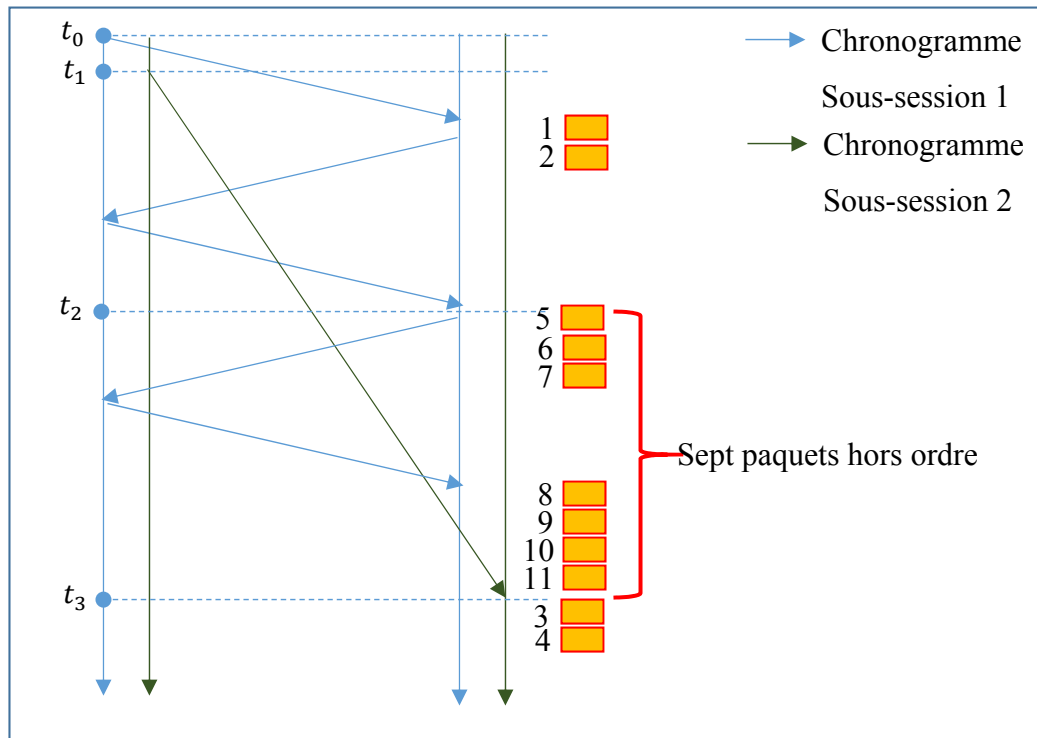 t₀
t₁
Chronogramme
Sous-session 1
Chronogramme
Sous-session 2
1
2
t₂
5
6
7
Sept paquets hors ordre
8
9
10
11
t₃
3
4